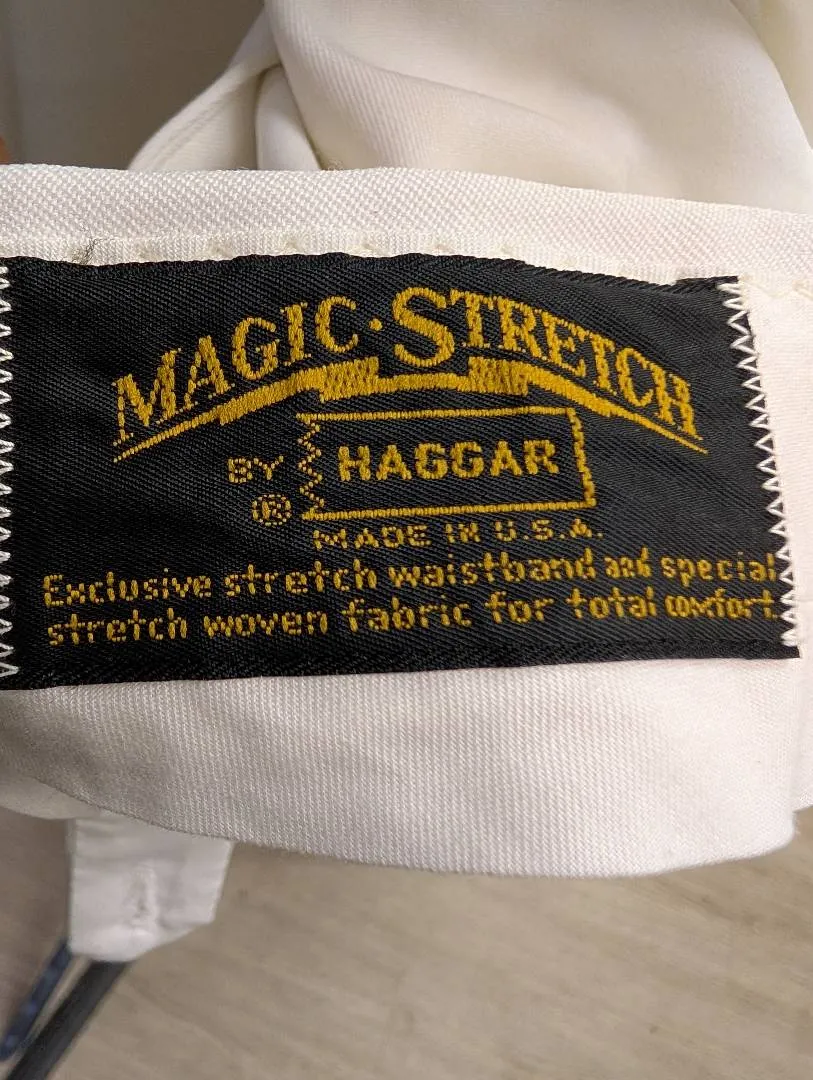 MAGIC·STRETCH
BY HAGGAR
®
MADE IN U.S.A.
Exclusive stretch waistband and special
stretch woven fabric for total comfort.